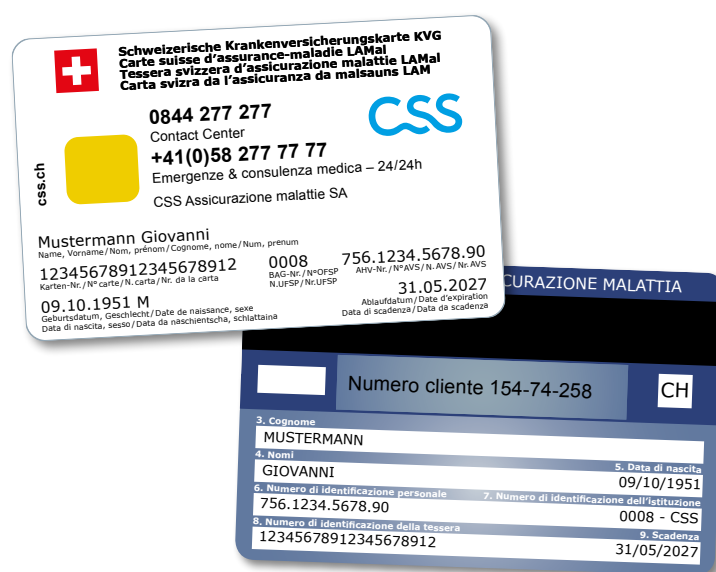 Schweizerische Krankenversicherungskarte KVG
Carte suisse d’assurance-maladie LAMal
Tessera svizzera d’assicurazione malattie LAMal
Carta svizra da l’assicuranza da malsauns LAM
CSS
0844 277 277
Contact Center
+41(0)58 277 77 77
Emergenze & consulenza medica – 24/24h
CSS Assicurazione malattie SA
css.ch
Mustermann Giovanni
Name, Vorname/Nom, prénom/Cognome, nome/Num, prenum
12345678912345678912
Karten-Nr./N° carte/N. carta/Nr. da la carta
0008
BAG-Nr./N°OFSP
N.UFSP/Nr.UFSP
756.1234.5678.90
AHV-Nr./N°AVS/N. AVS/Nr. AVS
09.10.1951 M
Geburtsdatum, Geschlecht/Date de naissance, sexe
Data di nascita, sesso/Data da naschientscha, schlattaina
31.05.2027
Ablaufdatum/Date d’expiration
Data di scadenza/Data da scadenza
CURAZIONE MALATTIA
Numero cliente 154-74-258
CH
3. Cognome
MUSTERMANN
4. Nomi
GIOVANNI
5. Data di nascita
09/10/1951
6. Numero di identificazione personale
756.1234.5678.90
7. Numero di identificazione dell’istituzione
0008 - CSS
8. Numero di identificazione della tessera
12345678912345678912
9. Scadenza
31/05/2027